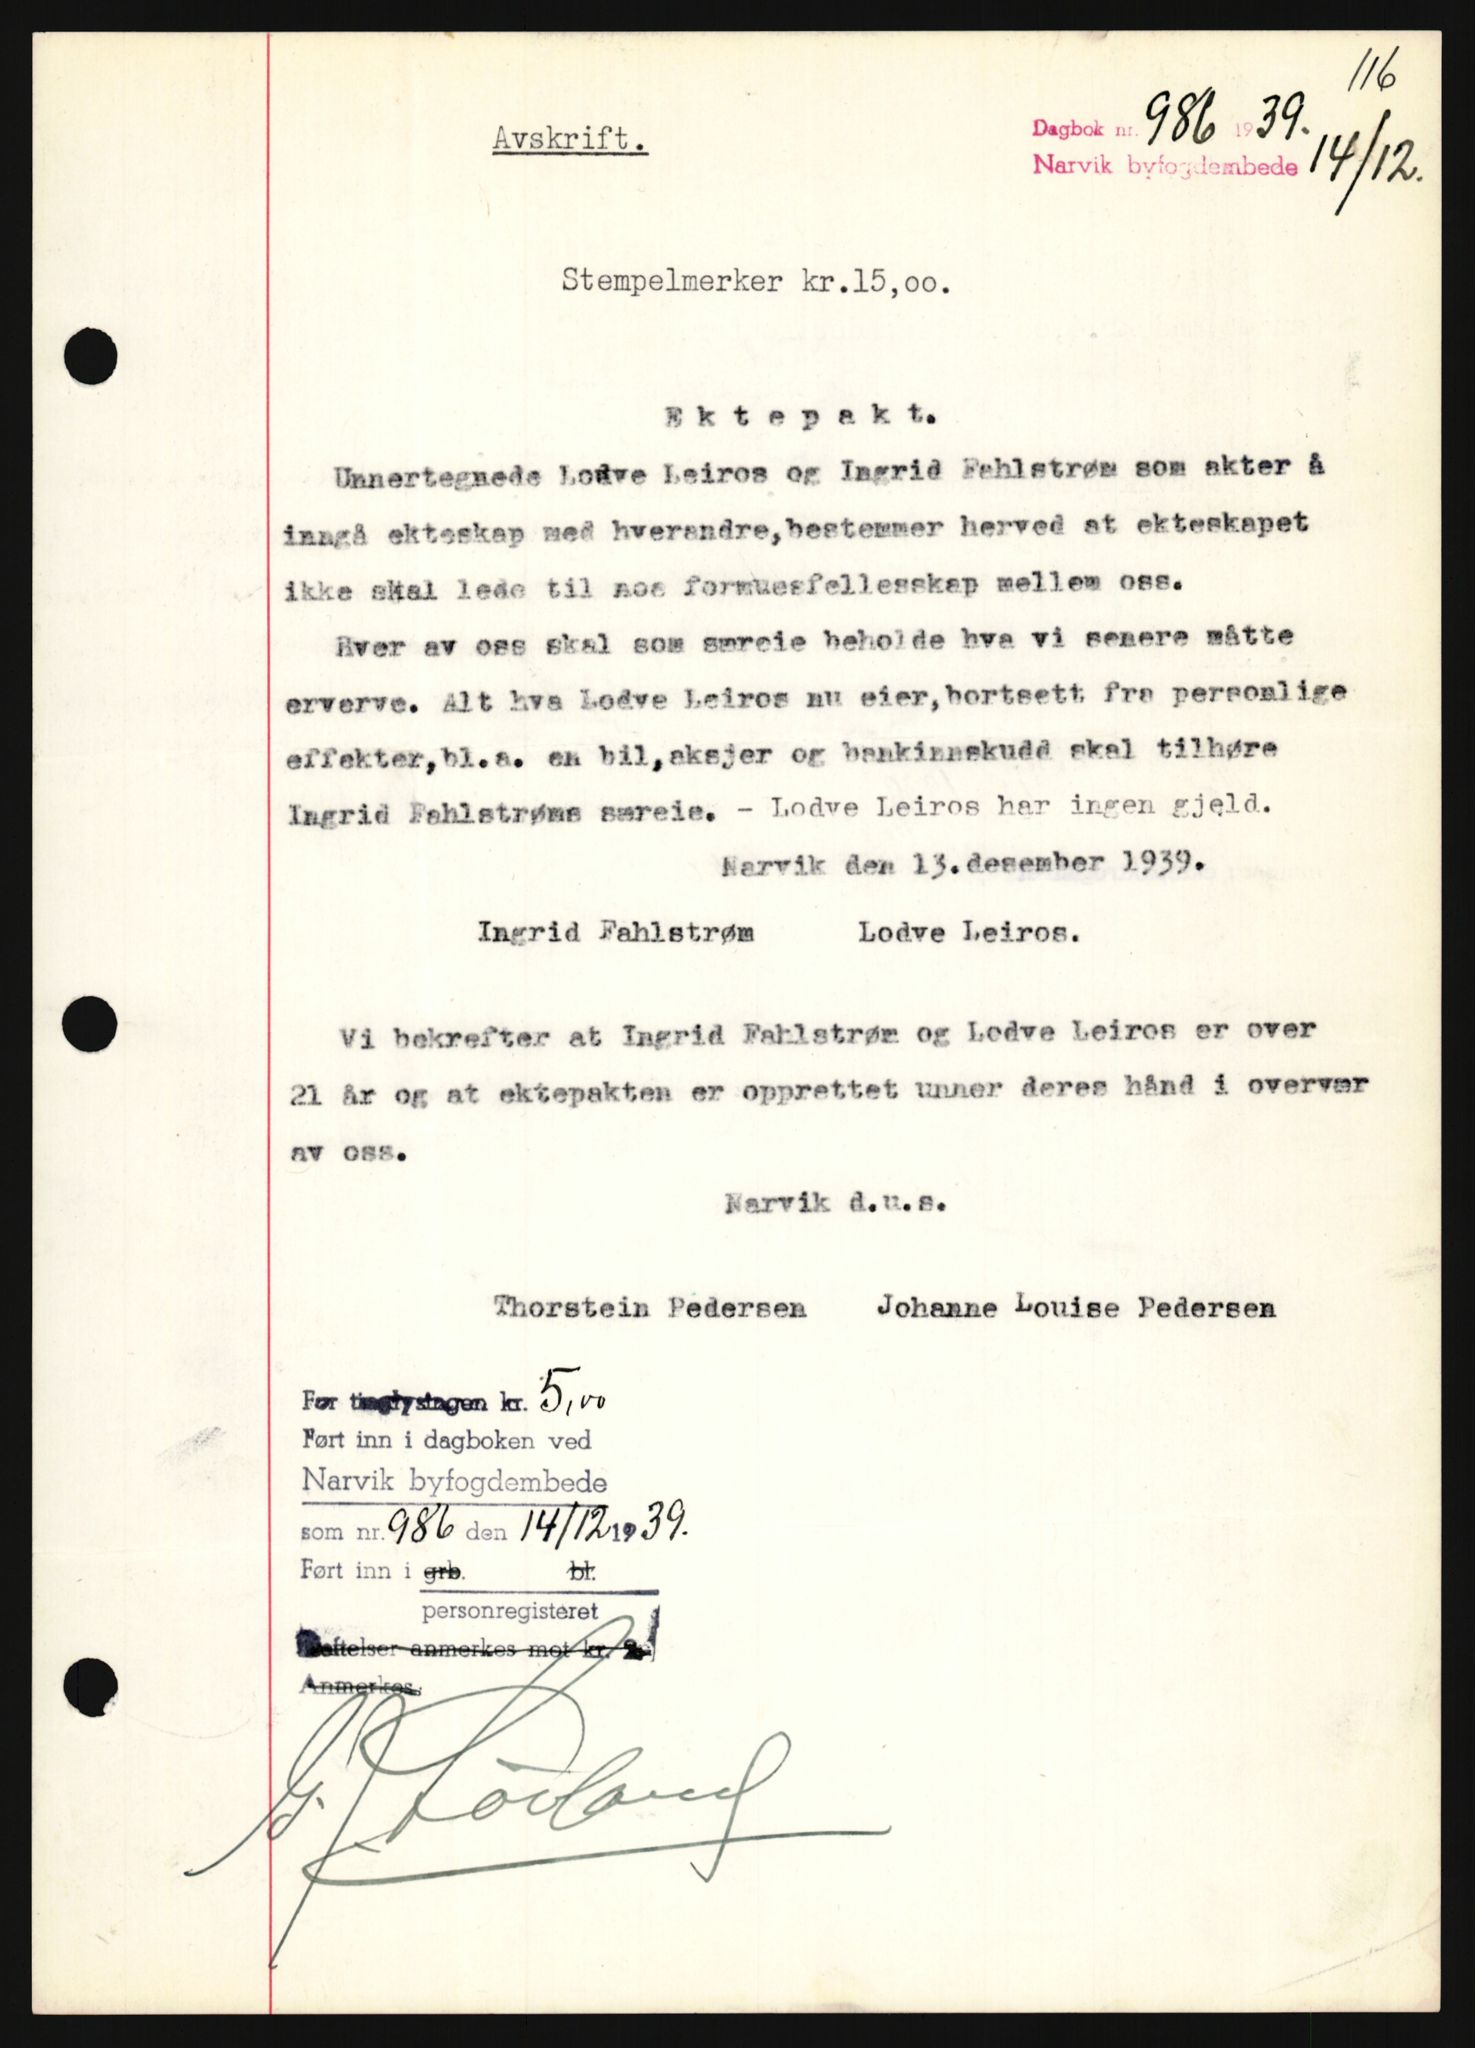 116
Dagbok nr. 986 1939.
Narvik byfogdembede 14/12.
Avskrift.
Stempelmerker kr.15,oo.
E k t e p a k t.
Unnertegnede Lodve Leiros og Ingrid Fahlstrøm som akter å
inngå ekteskap med hverandre,bestemmer herved at ekteskapet
ikke skal lede til noe formuesfellesskap mellem oss.
Hver av oss skal som særeie beholde hva vi senere måtte
erverve. Alt hva Lodve Leiros nu eier,bortsett fra personlige
effekter,bl.a. en bil,aksjer og bankinnskudd skal tilhøre
Ingrid Fahlstrøms særeie. - Lodve Leiros har ingen gjeld.
Narvik den 13.desember 1939.
Ingrid Fahlstrøm Lodve Leiros.
Vi bekrefter at Ingrid Fahlstrøm og Lodve Leiros er over
21 år og at ektepakten er opprettet unner deres hånd i overvær
av oss.
Narvik d.u.s.
Thorstein Pedersen Johanne Louise Pedersen
For tinglysingen kr. 5,00
Ført inn i dagboken ved
Narvik byfogdembede
som nr. 986 den 14/12 1939.
Ført inn i grb. bl.
personregisteret
Heftelser anmerkes mot kr.
Anmerkes: